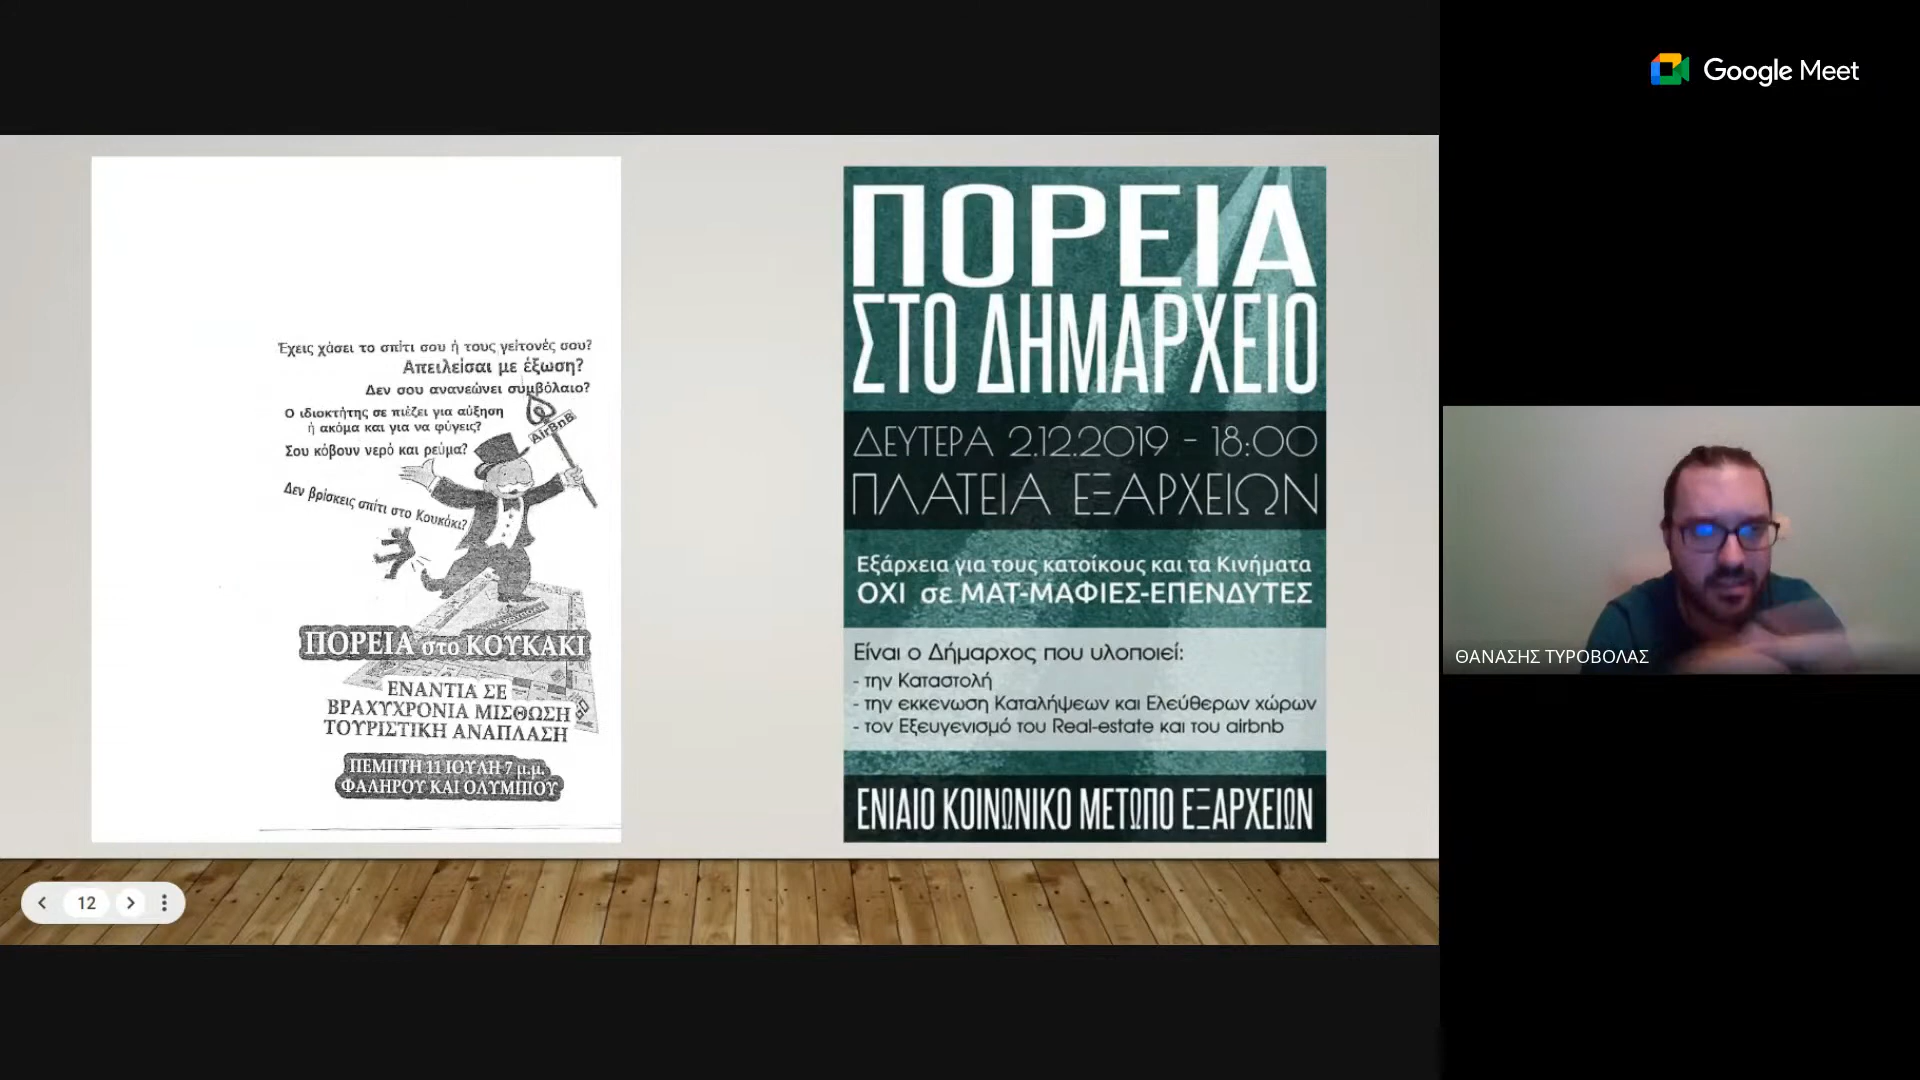 Google Meet
Έχεις χάσει το σπίτι σου ή τους γείτονές σου?
Απειλείσαι με έξωση?
Δεν σου ανανεώνει συμβόλαιο?
Ο ιδιοκτήτης σε πιέζει για αύξηση
ή ακόμα και για να φύγεις?
AirBnB
Σου κόβουν νερό και ρεύμα?
Δεν βρίσκεις σπίτι στο Κουκάκι?
ΠΟΡΕΙΑ στο ΚΟΥΚΑΚΙ
ΕΝΑΝΤΙΑ ΣΕ
ΒΡΑΧΥΧΡΟΝΙΑ ΜΙΣΘΩΣΗ
ΤΟΥΡΙΣΤΙΚΗ ΑΝΑΠΛΑΣΗ
GO
ΠΕΜΠΤΗ 11 ΙΟΥΛΗ 7 μ.μ.
ΦΑΛΗΡΟΥ ΚΑΙ ΟΛΥΜΠΙΟΥ
ΠΟΡΕΙΑ
ΣΤΟ ΔΗΜΑΡΧΕΙΟ
ΔΕΥΤΕΡΑ 2.12.2019 - 18:00
ΠΛΑΤΕΙΑ ΕΞΑΡΧΕΙΩΝ
Εξάρχεια για τους κατοίκους και τα Κινήματα
ΟΧΙ σε ΜΑΤ-ΜΑΦΙΕΣ-ΕΠΕΝΔΥΤΕΣ
Είναι ο Δήμαρχος που υλοποιεί:
- την Καταστολή
- την εκκένωση Καταλήψεων και Ελεύθερων χώρων
- τον Εξευγενισμό του Real-estate και του airbnb
ΕΝΙΑΙΟ ΚΟΙΝΩΝΙΚΟ ΜΕΤΩΠΟ ΕΞΑΡΧΕΙΩΝ
12
ΘΑΝΑΣΗΣ ΤΥΡΟΒΟΛΑΣ